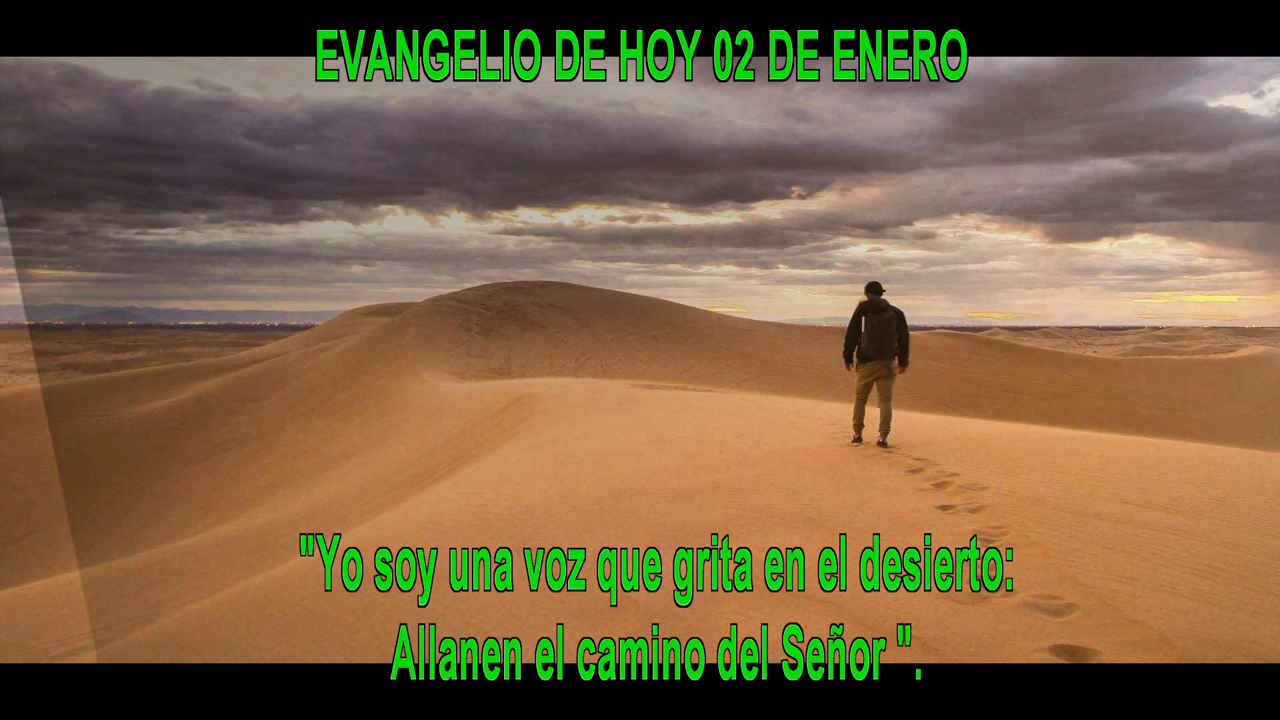 EVANGELIO DE HOY 02 DE ENERO
"Yo soy una voz que grita en el desierto:
Allanen el camino del Señor ".